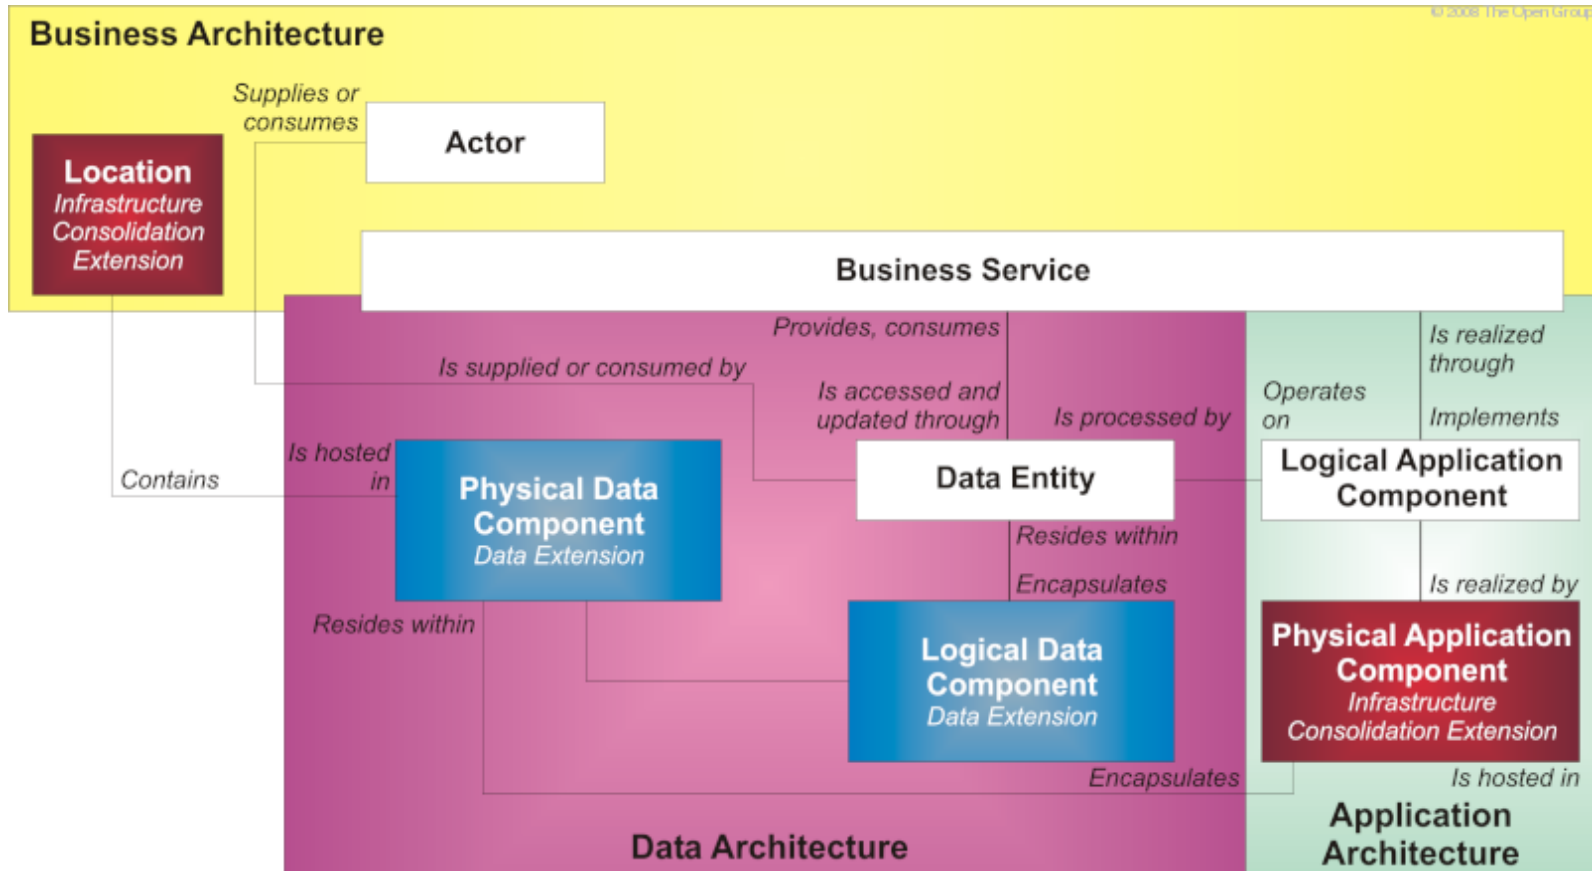 © 2008 The Open Group
Business Architecture
Supplies or
consumes
Actor
Location
Infrastructure
Consolidation
Extension
Business Service
Provides, consumes
Is realized
through
Is supplied or consumed by
Is accessed and
updated through
Is processed by
Operates
on
Implements
Contains
Is hosted
in
Physical Data
Component
Data Extension
Data Entity
Logical Application
Component
Resides within
Encapsulates
Is realized by
Resides within
Logical Data
Component
Data Extension
Physical Application
Component
Infrastructure
Consolidation Extension
Encapsulates
Is hosted in
Data Architecture
Application
Architecture